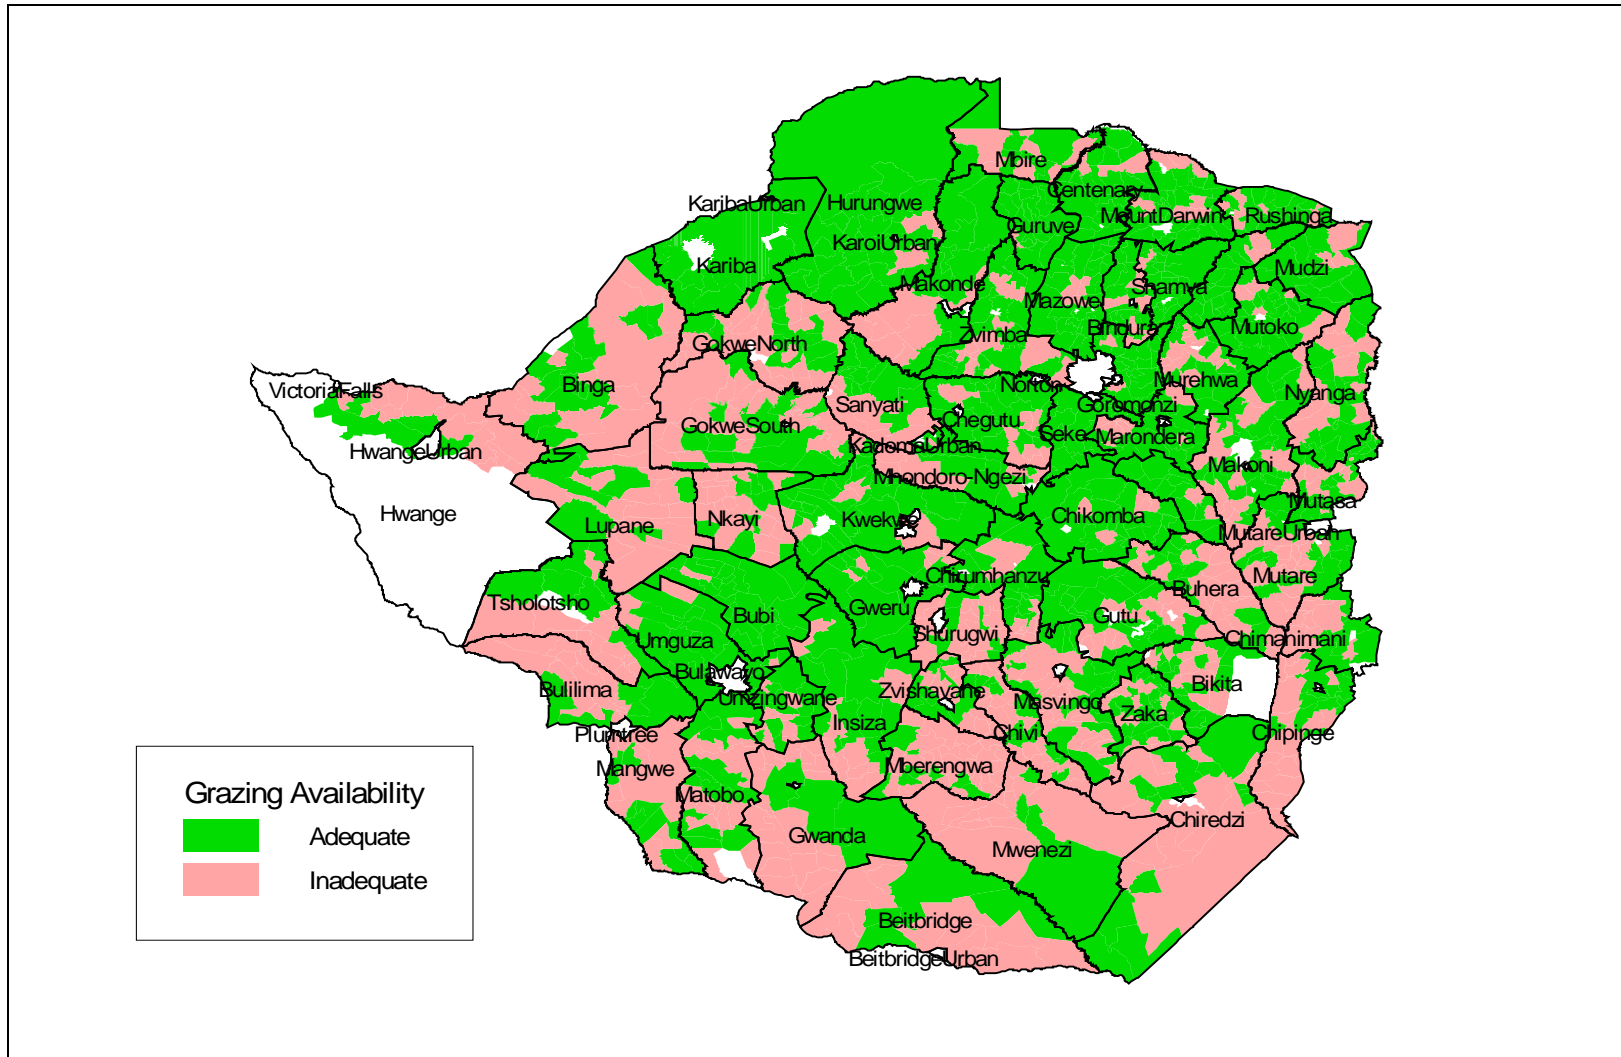 Mbire
Centenary
KaribaUrban
Hurungwe
MountDarwin
Rushinga
Guruve
KaroiUrban
Kariba
Mudzi
Makonde
Shamva
Mazowe
Bindura
Mutoko
Zvimba
GokweNorth
VictoriaFalls
Binga
Norton
Murehwa
Nyanga
Sanyati
Goromonzi
Chegutu
GokweSouth
Seke
Marondera
KadomaUrban
HwangeUrban
Makoni
Mhondoro-Ngezi
Mutasa
Hwange
Lupane
Nkayi
Kwekwe
Chikomba
MutareUrban
Chirumhanzu
Mutare
Buhera
Tsholotsho
Gweru
Bubi
Gutu
Umguza
Shurugwi
Chimanimani
Bulawayo
Bulilima
Umzingwane
Zvishavane
Bikita
Masvingo
Zaka
Insiza
Chivi
Plumtree
Chipinge
Mangwe
Mberengwa
Matobo
Chiredzi
Gwanda
Mwenezi
Beitbridge
BeitbridgeUrban
Grazing Availability
Adequate
Inadequate